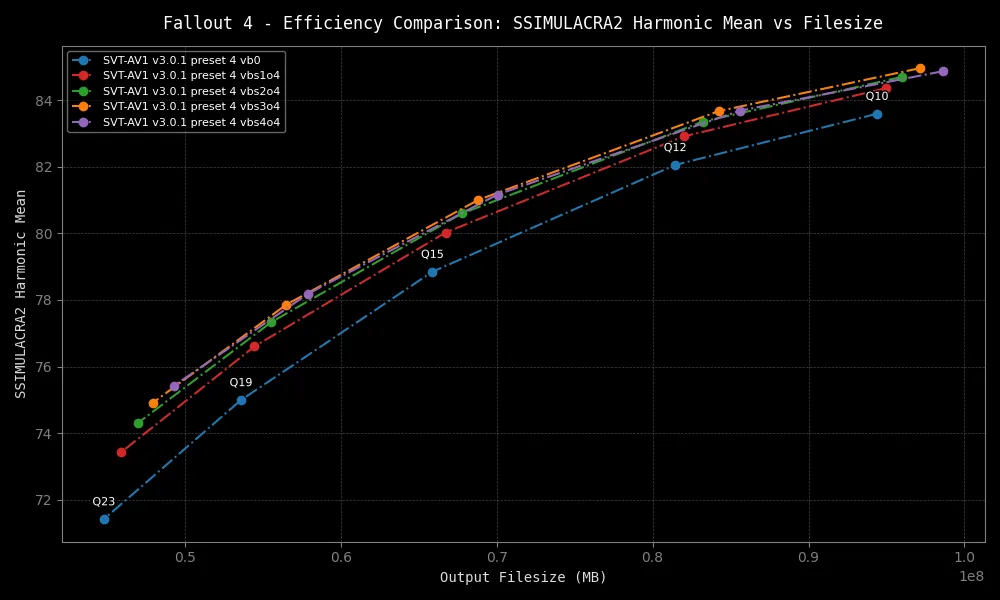 Fallout 4 - Efficiency Comparison: SSIMULACRA2 Harmonic Mean vs Filesize
SVT-AV1 v3.0.1 preset 4 vb0
SVT-AV1 v3.0.1 preset 4 vbs1o4
SVT-AV1 v3.0.1 preset 4 vbs2o4
SVT-AV1 v3.0.1 preset 4 vbs3o4
SVT-AV1 v3.0.1 preset 4 vbs4o4
SSIMULACRA2 Harmonic Mean
84
82
80
78
76
74
72
Q10
Q12
Q15
Q19
Q23
0.5
0.6
0.7
0.8
0.9
1.0
1e8
Output Filesize (MB)